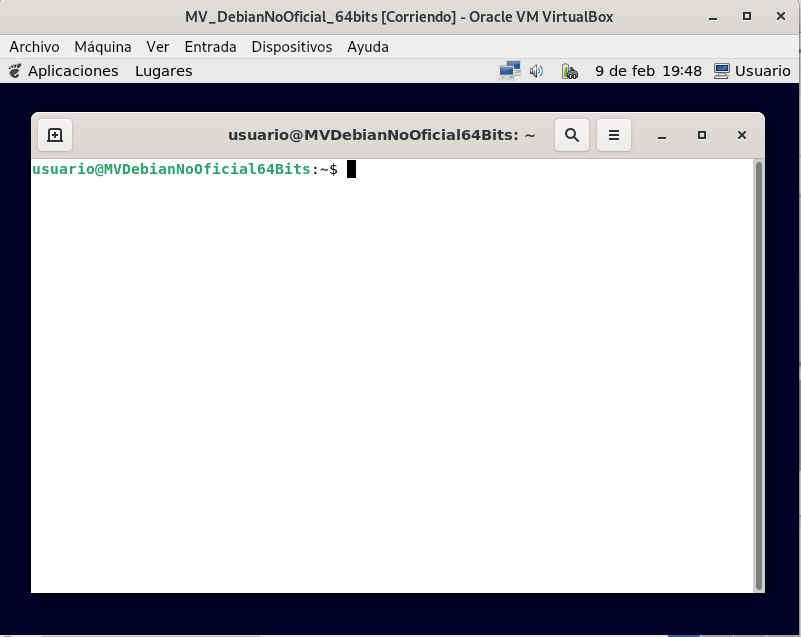 MV_DebianNoOficial_64bits [Corriendo] - Oracle VM VirtualBox
Archivo Máquina Ver Entrada Dispositivos Ayuda
Aplicaciones Lugares 9 de feb 19:48 Usuario
usuario@MVDebianNoOficial64Bits: ~
usuario@MVDebianNoOficial64Bits:~$